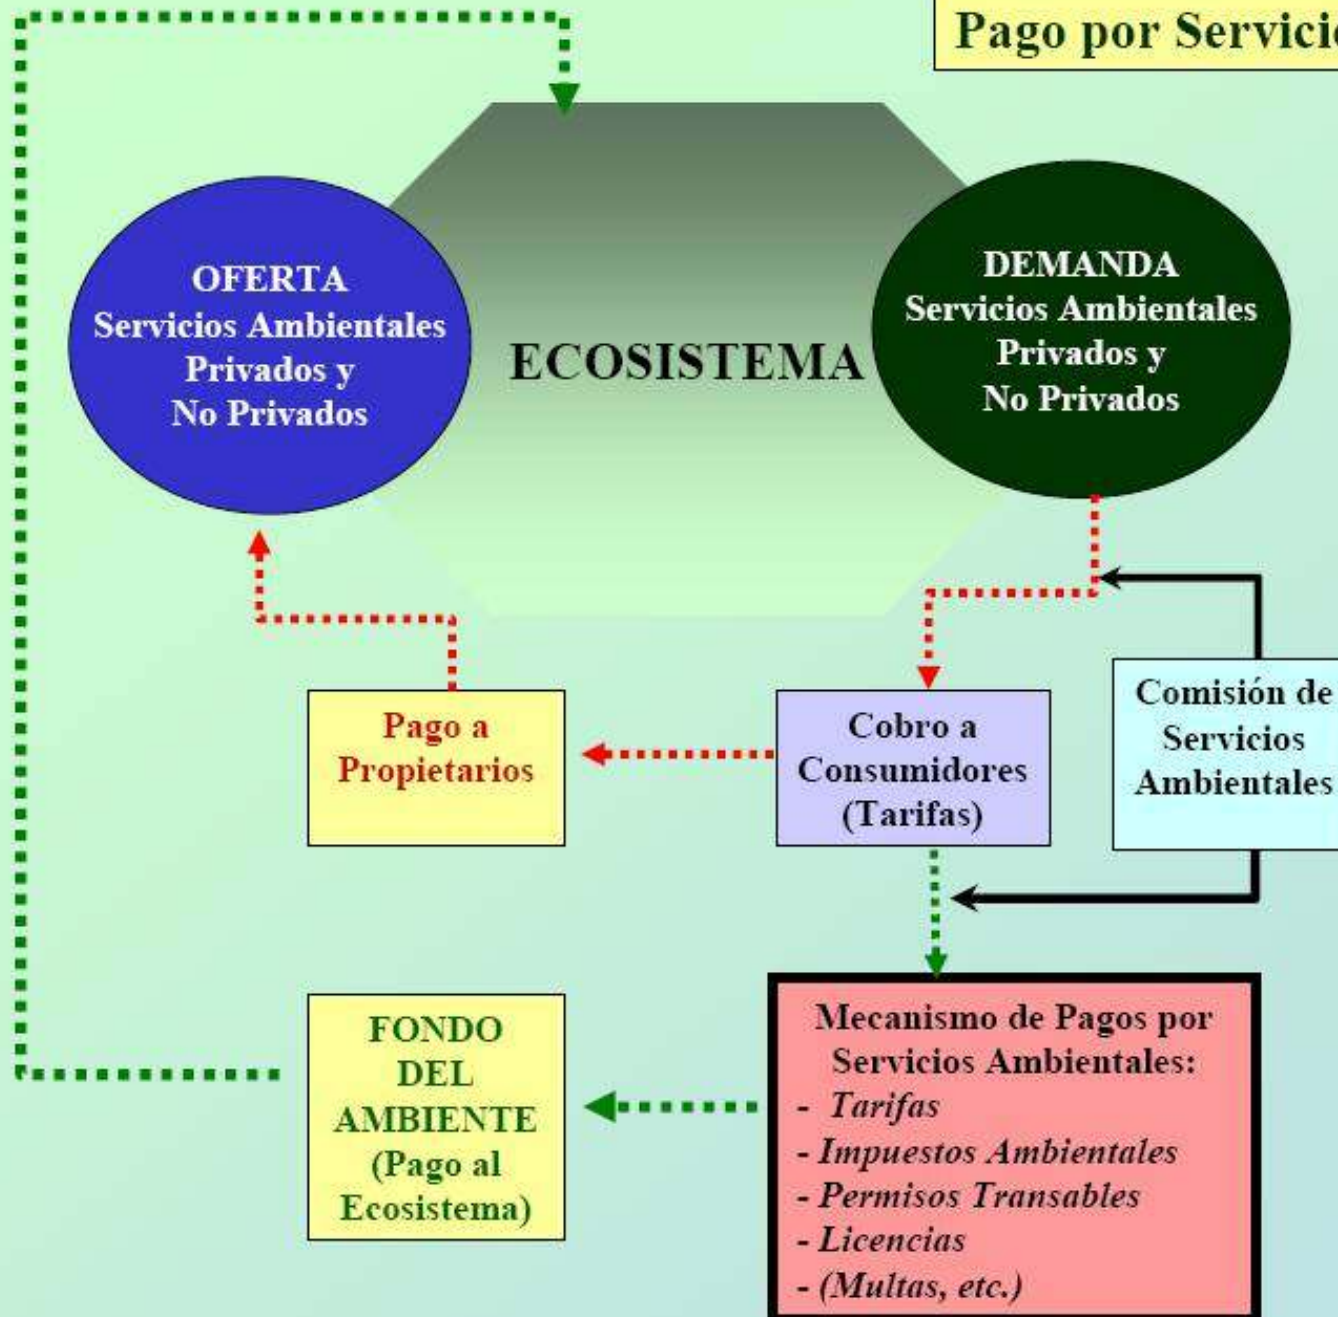 Pago por Servicio
OFERTA
Servicios Ambientales
Privados y
No Privados
ECOSISTEMA
DEMANDA
Servicios Ambientales
Privados y
No Privados
Pago a
Propietarios
Cobro a
Consumidores
(Tarifas)
Comisión de
Servicios
Ambientales
FONDO
DEL
AMBIENTE
(Pago al
Ecosistema)
Mecanismo de Pagos por
Servicios Ambientales:
- Tarifas
- Impuestos Ambientales
- Permisos Transables
- Licencias
- (Multas, etc.)